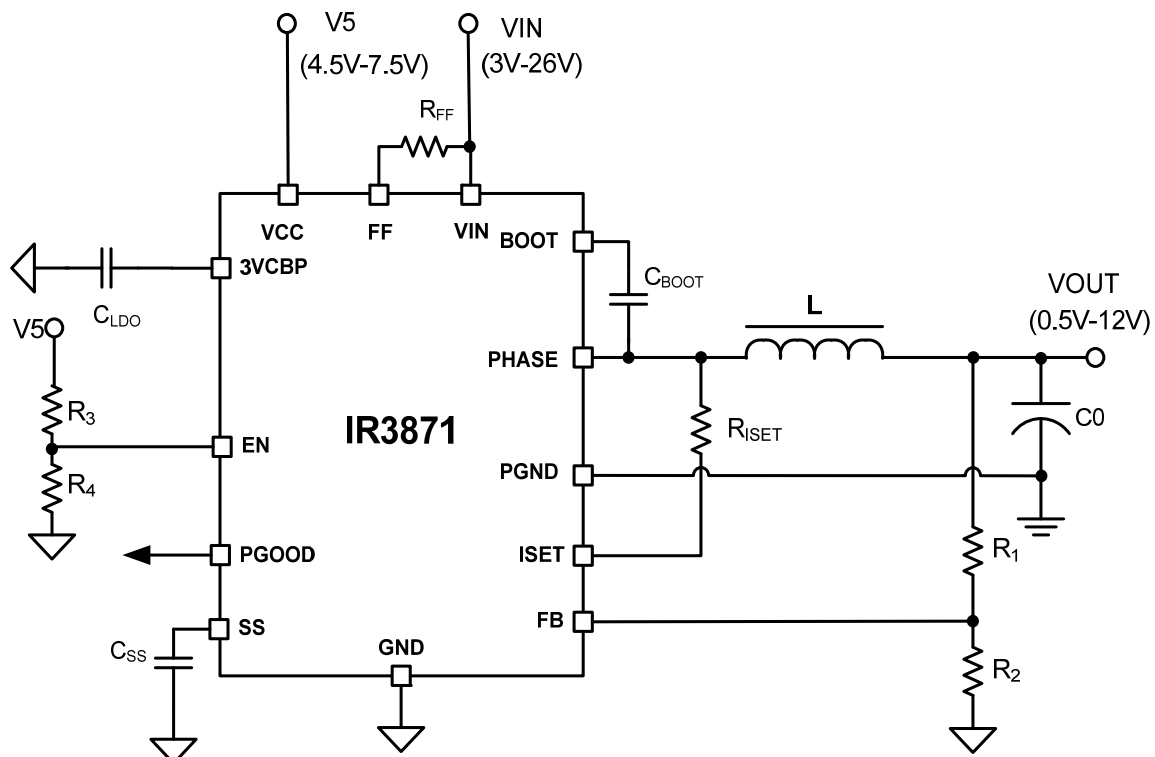 V5
(4.5V-7.5V)
VIN
(3V-26V)
RFF
VCC
FF
VIN
BOOT
3VCBP
CLDO
CBOOT
V5
L
VOUT
(0.5V-12V)
PHASE
R3
IR3871
RISET
C0
EN
R4
PGND
PGOOD
ISET
R1
SS
FB
CSS
GND
R2